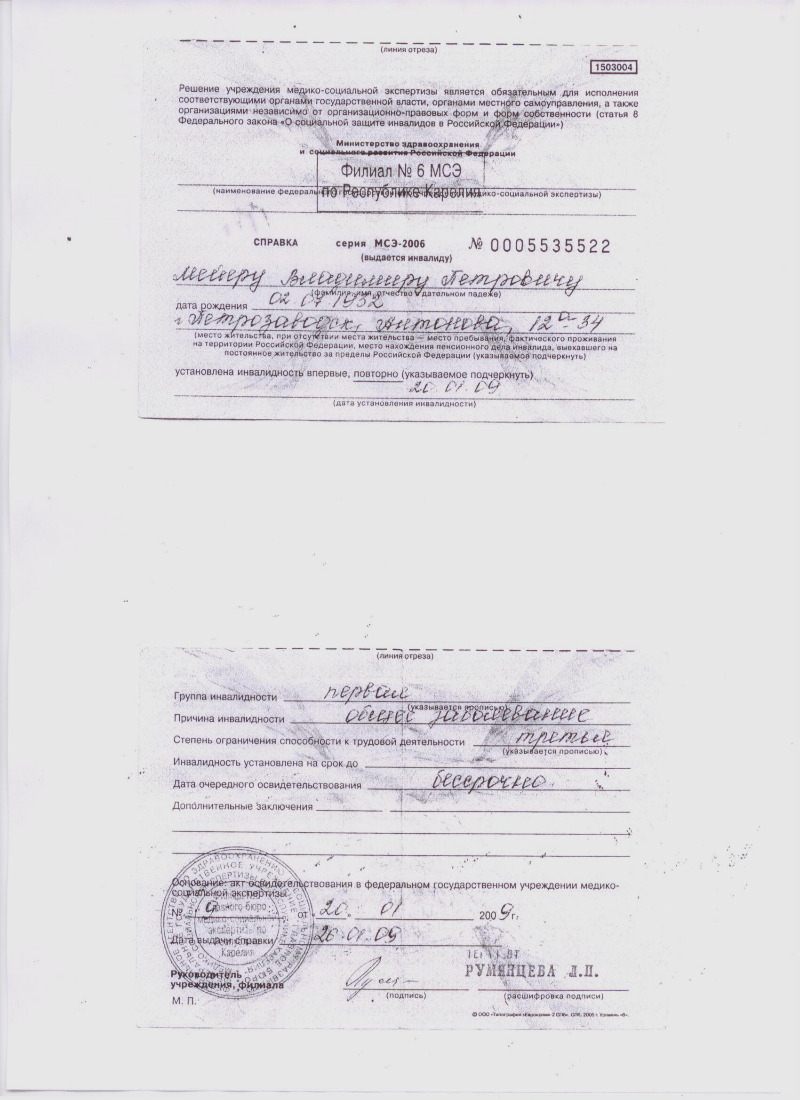 (линия отреза)
1503004
Решение учреждения медико-социальной экспертизы является обязательным для исполнения
соответствующими органами государственной власти, органами местного самоуправления, а также
организациями независимо от организационно-правовых форм и форм собственности (статья 8
Федерального закона «О социальной защите инвалидов в Российской Федерации»)
Министерство здравоохранения
и социального развития Российской Федерации
Филиал № 6 МСЭ
по Республике Карелия
(наименование федерального медико-социальной экспертизы)
СПРАВКА серия МСЭ-2006 № 0005535522
(выдается инвалиду)
Мейеру Владимиру Петровичу
(фамилия, имя, отчество в дательном падеже)
дата рождения 02 07 1932
г Петрозаводск, Антонова, 12а-34
(место жительства, при отсутствии места жительства — место пребывания, фактического проживания
на территории Российской Федерации, место нахождения пенсионного дела инвалида, выехавшего на
постоянное жительство за пределы Российской Федерации (указываемое подчеркнуть)
установлена инвалидность впервые, повторно (указываемое подчеркнуть)
20.01.09
(дата установления инвалидности)
(линия отреза)
Группа инвалидности первая
(указывается прописью)
Причина инвалидности общее заболевание
Степень ограничения способности к трудовой деятельности третья
(указывается прописью)
Инвалидность установлена на срок до
Дата очередного освидетельствования бессрочно
Дополнительные заключения
Основание: акт освидетельствования в федеральном государственном учреждении медико-
социальной экспертизы
№ 9 от 20. 01 2009 г.
Дата выдачи справки 20.01.09
Руководитель
учреждения, филиала
РУМЯНЦЕВА Л.П.
(подпись) (расшифровка подписи)
М. П.